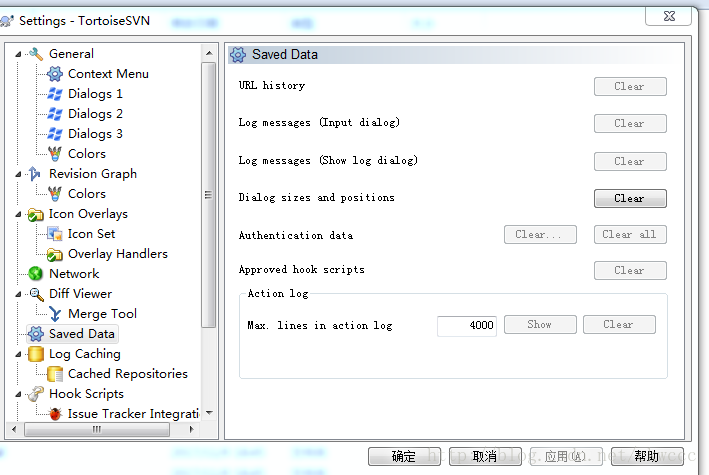 Settings - TortoiseSVN
General
Context Menu
Dialogs 1
Dialogs 2
Dialogs 3
Colors
Revision Graph
Colors
Icon Overlays
Icon Set
Overlay Handlers
Network
Diff Viewer
Merge Tool
Saved Data
Log Caching
Cached Repositories
Hook Scripts
Issue Tracker Integrati
Saved Data
URL history Clear
Log messages (Input dialog) Clear
Log messages (Show log dialog) Clear
Dialog sizes and positions Clear
Authentication data Clear... Clear all
Approved hook scripts Clear
Action log
Max. lines in action log 4000 Show Clear
确定 取消 应用(A) 帮助